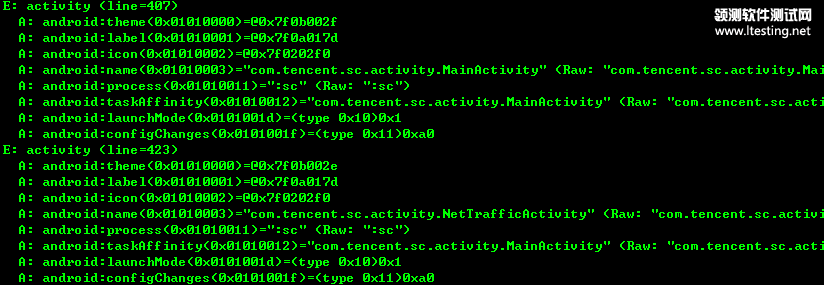 E: activity (line=407)
A: android:theme(0x01010000)=@0x7f0b002f
A: android:label(0x01010001)=@0x7f0a017d
A: android:icon(0x01010002)=@0x7f0202f0
A: android:name(0x01010003)="com.tencent.sc.activity.MainActivity" (Raw: "com.tencent.sc.activity.Mai
A: android:process(0x01010011)=":sc" (Raw: ":sc")
A: android:taskAffinity(0x01010012)="com.tencent.sc.activity.MainActivity" (Raw: "com.tencent.sc.ac
A: android:launchMode(0x0101001d)=(type 0x10)0x1
A: android:configChanges(0x0101001f)=(type 0x11)0xa0
E: activity (line=423)
A: android:theme(0x01010000)=@0x7f0b002e
A: android:label(0x01010001)=@0x7f0a017d
A: android:icon(0x01010002)=@0x7f0202f0
A: android:name(0x01010003)="com.tencent.sc.activity.NetTrafficActivity" (Raw: "com.tencent.sc.acti
A: android:process(0x01010011)=":sc" (Raw: ":sc")
A: android:taskAffinity(0x01010012)="com.tencent.sc.activity.MainActivity" (Raw: "com.tencent.sc.ac
A: android:launchMode(0x0101001d)=(type 0x10)0x1
A: android:configChanges(0x0101001f)=(type 0x11)0xa0
领测软件测试网
www.ltesting.net